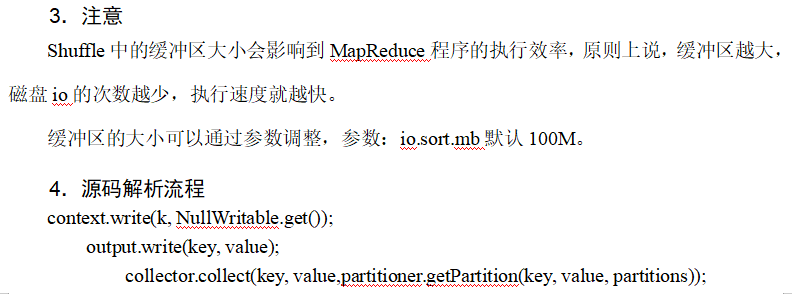 3．注意
Shuffle 中的缓冲区大小会影响到 MapReduce 程序的执行效率，原则上说，缓冲区越大，
磁盘 io 的次数越少，执行速度就越快。
缓冲区的大小可以通过参数调整，参数：io.sort.mb 默认 100M。
4．源码解析流程
context.write(k, NullWritable.get());
output.write(key, value);
collector.collect(key, value,partitioner.getPartition(key, value, partitions));